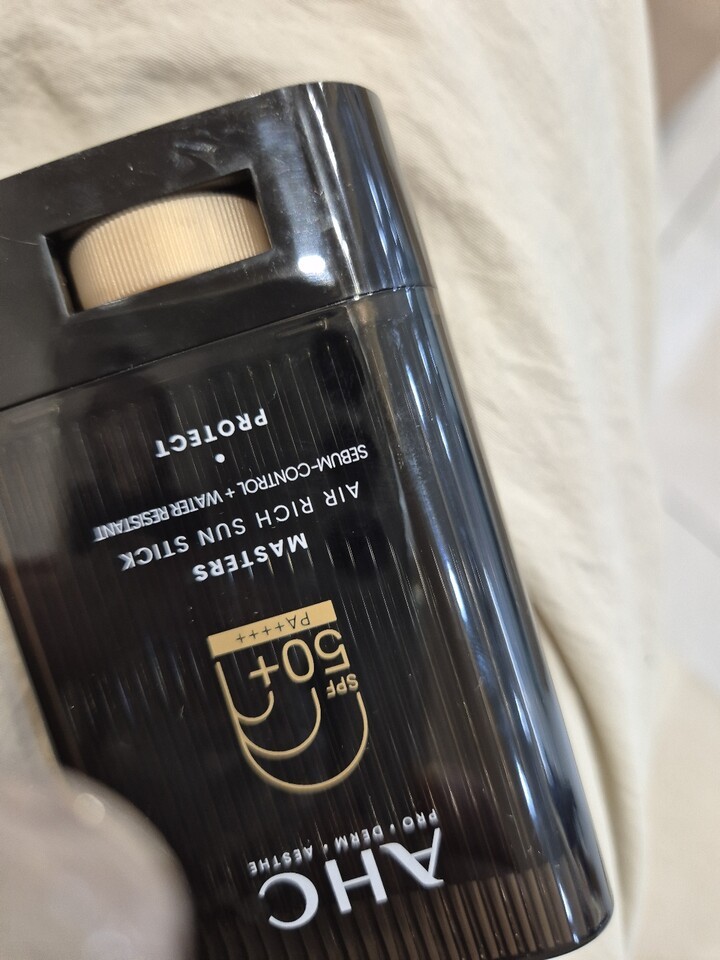 AHC
PRO • DERM • AESTHE
SPF
50+
PA++++
MASTERS
AIR RICH SUN STICK
SEBUM-CONTROL + WATER RESISTANT
•
PROTECT